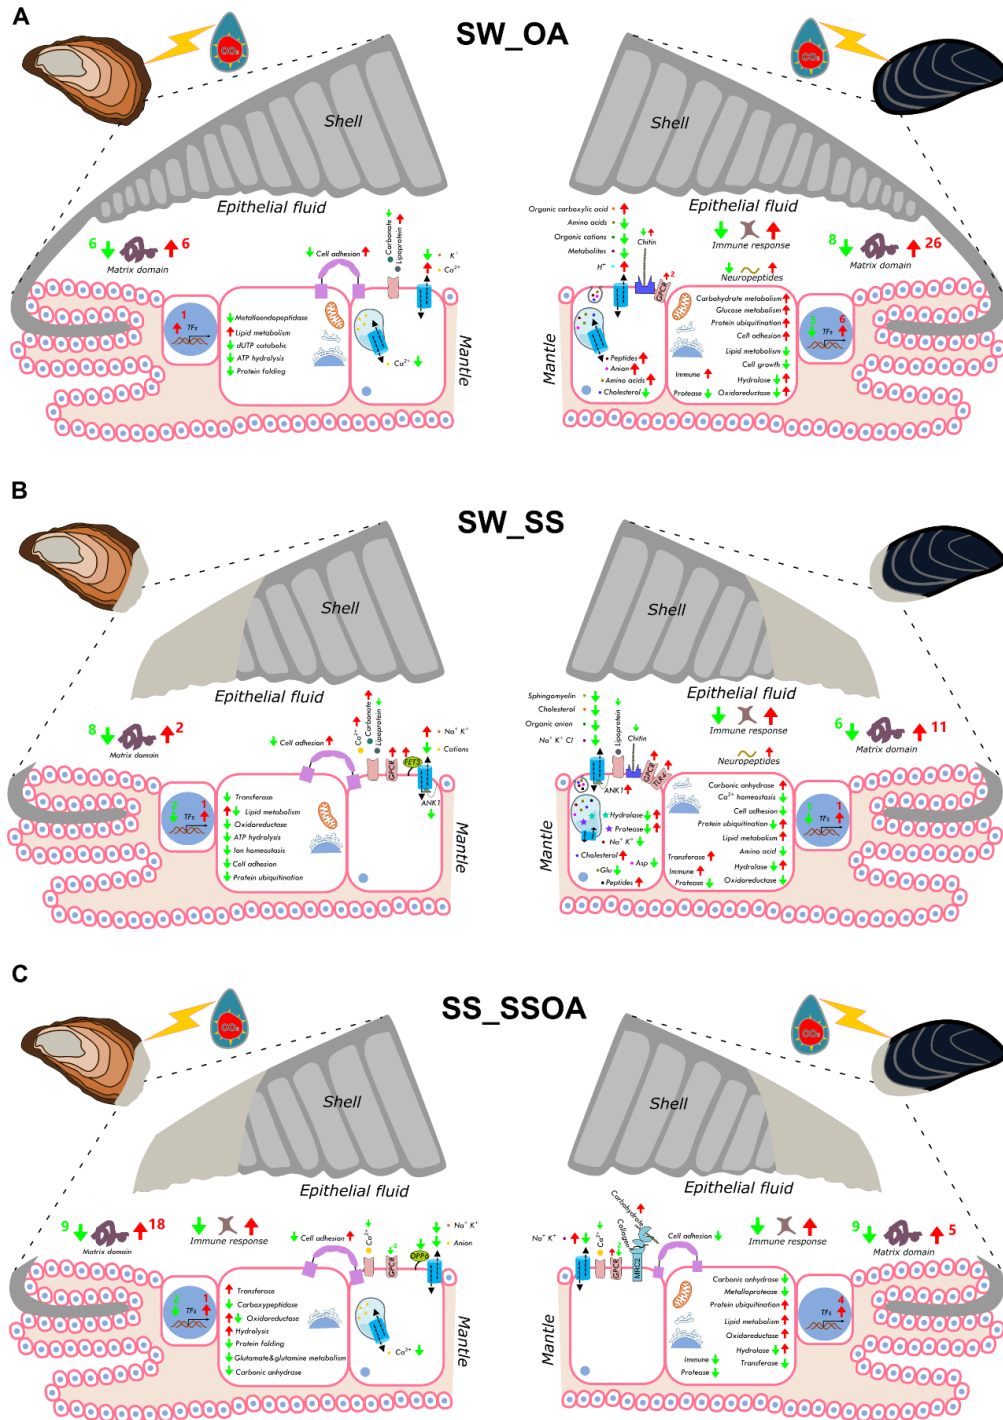 A
SW_OA
CO₂
CO₂
Shell
Shell
Epithelial fluid
Epithelial fluid
6
6
Matrix domain
Cell adhesion
Carbonate
Lipoprotein
K⁺
Ca²⁺
1
TFs
Metalloendopeptidase
Lipid metabolism
dUTP catabolic
ATP hydrolysis
Protein folding
Ca²⁺
Mantle
Organic carboxylic acid
Amino acids
Organic cations
Metabolites
H⁺
Chitin
GPCR
2
Immune response
Neuropeptides
8
26
Matrix domain
Peptides
Anion
Amino acids
Cholesterol
Carbohydrate metabolism
Glucose metabolism
Protein ubiquitination
Cell adhesion
Lipid metabolism
Cell growth
Immune
Hydrolase
Protease
Oxidoreductase
3
6
TFs
Mantle
B
SW_SS
Shell
Shell
Epithelial fluid
Epithelial fluid
8
2
Matrix domain
Cell adhesion
Ca²⁺
Carbonate
Lipoprotein
GPCR
FET3
Na⁺ K⁺
Cations
ANK1
2
1
TFs
Transferase
Lipid metabolism
Oxidoreductase
ATP hydrolysis
Ion homeostasis
Cell adhesion
Protein ubiquitination
Mantle
Sphingomyelin
Cholesterol
Organic anion
Na⁺ K⁺ Cl⁻
Lipoprotein
Chitin
GPCR
TLR4
ANK1
Immune response
Neuropeptides
6
11
Matrix domain
Hydrolase
Protease
Na⁺ K⁺
Cholesterol
Glu
Asp
Peptides
Carbonic anhydrase
Ca²⁺ homeostasis
Cell adhesion
Protein ubiquitination
Lipid metabolism
Amino acid
Transferase
Immune
Hydrolase
Protease
Oxidoreductase
1
1
TFs
Mantle
C
SS_SSOA
CO₂
CO₂
Shell
Shell
Epithelial fluid
Epithelial fluid
9
18
Matrix domain
Immune response
Cell adhesion
Ca²⁺
GPCR
4
DPP6
Na⁺ K⁺
Anion
2
1
TFs
Transferase
Carboxypeptidase
Oxidoreductase
Hydrolysis
Protein folding
Glutamate&glutamine metabolism
Carbonic anhydrase
Ca²⁺
Mantle
Na⁺ K⁺
Ca²⁺
GPCR
2
Collagen
Carbohydrate
MRC2
Cell adhesion
Immune response
9
5
Matrix domain
Carbonic anhydrase
Metalloprotease
Protein ubiquitination
Lipid metabolism
Oxidoreductase
Hydrolase
Immune
Transferase
Protease
4
TFs
Mantle